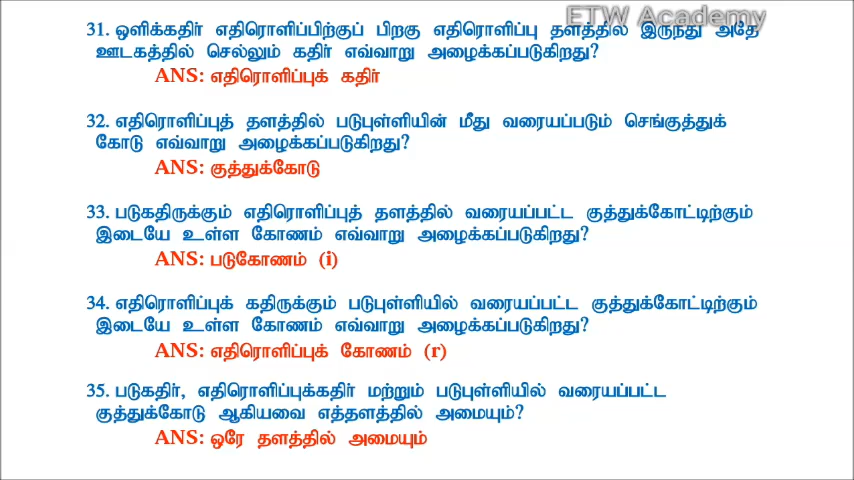 ETW Academy
31. ஒளிக்கதிர் எதிரொளிப்பிற்குப் பிறகு எதிரொளிப்பு தளத்தில் இருந்து அதே
ஊடகத்தில் செல்லும் கதிர் எவ்வாறு அழைக்கப்படுகிறது?
ANS: எதிரொளிப்புக் கதிர்
32. எதிரொளிப்புத் தளத்தில் படுபுள்ளியின் மீது வரையப்படும் செங்குத்துக்
கோடு எவ்வாறு அழைக்கப்படுகிறது?
ANS: குத்துக்கோடு
33. படுகதிருக்கும் எதிரொளிப்புத் தளத்தில் வரையப்பட்ட குத்துக்கோட்டிற்கும்
இடையே உள்ள கோணம் எவ்வாறு அழைக்கப்படுகிறது?
ANS: படுகோணம் (i)
34. எதிரொளிப்புக் கதிருக்கும் படுபுள்ளியில் வரையப்பட்ட குத்துக்கோட்டிற்கும்
இடையே உள்ள கோணம் எவ்வாறு அழைக்கப்படுகிறது?
ANS: எதிரொளிப்புக் கோணம் (r)
35. படுகதிர், எதிரொளிப்புக்கதிர் மற்றும் படுபுள்ளியில் வரையப்பட்ட
குத்துக்கோடு ஆகியவை எத்தளத்தில் அமையும்?
ANS: ஒரே தளத்தில் அமையும்